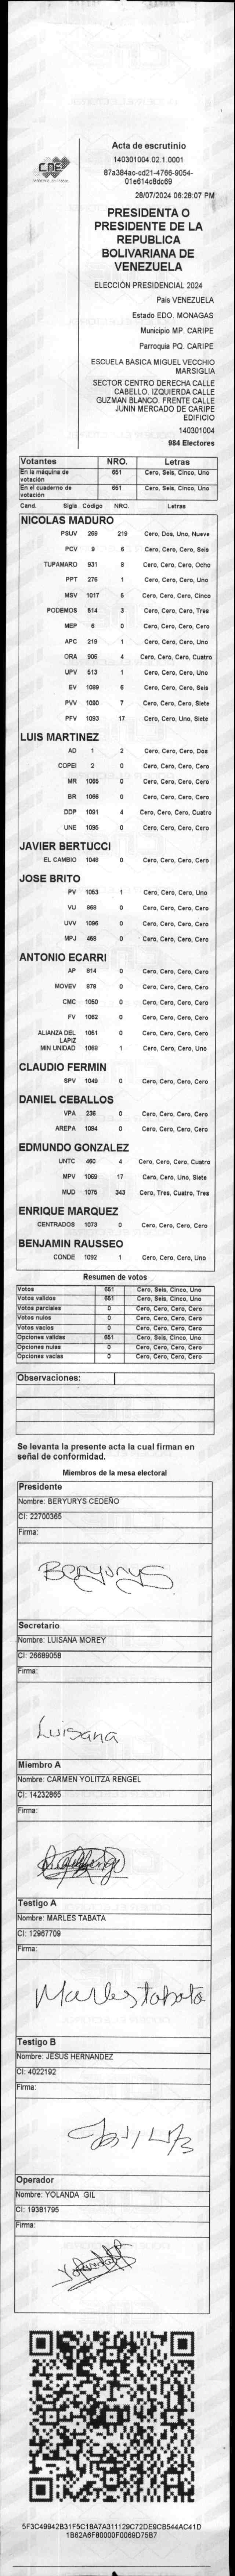 CNE
Acta de escrutinio
140301004.02.1.0001
87a384ac-cd21-4786-9054-
01e614c8dc69
28/07/2024 06:28:07 PM
PRESIDENTA O
PRESIDENTE DE LA
REPUBLICA
BOLIVARIANA DE
VENEZUELA
ELECCIÓN PRESIDENCIAL 2024
Pais VENEZUELA
Estado EDO. MONAGAS
Municipio MP. CARIPE
Parroquia PQ. CARIPE
ESCUELA BASICA MIGUEL VECCHIO
MARSIGLIA
SECTOR CENTRO DERECHA CALLE
CABELLO. IZQUIERDA CALLE
GUZMAN BLANCO. FRENTE CALLE
JUNIN MERCADO DE CARIPE
EDIFICIO
140301004
984 Electores
Votantes NRO. Letras
En la máquina de votación 651 Cero, Seis, Cinco, Uno
En el cuaderno de votación 651 Cero, Seis, Cinco, Uno
Cand. Sigla Código NRO. Letras
NICOLAS MADURO
PSUV 269 219 Cero, Dos, Uno, Nueve
PCV 9 6 Cero, Cero, Cero, Seis
TUPAMARO 931 8 Cero, Cero, Cero, Ocho
PPT 276 1 Cero, Cero, Cero, Uno
MSV 1017 5 Cero, Cero, Cero, Cinco
PODEMOS 514 3 Cero, Cero, Cero, Tres
MEP 6 0 Cero, Cero, Cero, Cero
APC 219 1 Cero, Cero, Cero, Uno
ORA 906 4 Cero, Cero, Cero, Cuatro
UPV 513 1 Cero, Cero, Cero, Uno
EV 1089 6 Cero, Cero, Cero, Seis
PVV 1090 7 Cero, Cero, Cero, Siete
PFV 1093 17 Cero, Cero, Uno, Siete
LUIS MARTINEZ
AD 1 2 Cero, Cero, Cero, Dos
COPEI 2 0 Cero, Cero, Cero, Cero
MR 1065 0 Cero, Cero, Cero, Cero
BR 1066 0 Cero, Cero, Cero, Cero
DDP 1091 4 Cero, Cero, Cero, Cuatro
UNE 1095 0 Cero, Cero, Cero, Cero
JAVIER BERTUCCI
EL CAMBIO 1048 0 Cero, Cero, Cero, Cero
JOSE BRITO
PV 1053 1 Cero, Cero, Cero, Uno
VU 868 0 Cero, Cero, Cero, Cero
UVV 1096 0 Cero, Cero, Cero, Cero
MPJ 459 0 Cero, Cero, Cero, Cero
ANTONIO ECARRI
AP 814 0 Cero, Cero, Cero, Cero
MOVEV 879 0 Cero, Cero, Cero, Cero
CMC 1050 0 Cero, Cero, Cero, Cero
FV 1062 0 Cero, Cero, Cero, Cero
ALIANZA DEL LAPIZ 1051 0 Cero, Cero, Cero, Cero
MIN UNIDAD 1069 1 Cero, Cero, Cero, Uno
CLAUDIO FERMIN
SPV 1049 0 Cero, Cero, Cero, Cero
DANIEL CEBALLOS
VPA 236 0 Cero, Cero, Cero, Cero
AREPA 1094 0 Cero, Cero, Cero, Cero
EDMUNDO GONZALEZ
UNTC 460 4 Cero, Cero, Cero, Cuatro
MPV 1069 17 Cero, Cero, Uno, Siete
MUD 1075 343 Cero, Tres, Cuatro, Tres
ENRIQUE MARQUEZ
CENTRADOS 1073 0 Cero, Cero, Cero, Cero
BENJAMIN RAUSSEO
CONDE 1092 1 Cero, Cero, Cero, Uno
Resumen de votos
Votos 651 Cero, Seis, Cinco, Uno
Votos validos 651 Cero, Seis, Cinco, Uno
Votos parciales 0 Cero, Cero, Cero, Cero
Votos nulos 0 Cero, Cero, Cero, Cero
Votos vacios 0 Cero, Cero, Cero, Cero
Opciones validas 651 Cero, Seis, Cinco, Uno
Opciones nulas 0 Cero, Cero, Cero, Cero
Opciones vacias 0 Cero, Cero, Cero, Cero
Observaciones:
Se levanta la presente acta la cual firman en
señal de conformidad.
Miembros de la mesa electoral
Presidente
Nombre: BERYURYS CEDEÑO
CI: 22700365
Firma:
Beryurys
Secretario
Nombre: LUISANA MOREY
CI: 26689058
Firma:
Luisana
Miembro A
Nombre: CARMEN YOLITZA RENGEL
CI: 14232865
Firma:
Testigo A
Nombre: MARLES TABATA
CI: 12967709
Firma:
Marles tabata
Testigo B
Nombre: JESUS HERNANDEZ
CI: 4022192
Firma:
Operador
Nombre: YOLANDA GIL
CI: 19381795
Firma:
5F3C49942B31F5C18A7A311129C72DE9CB544AC41D
1B62A6F80000F0069D75B7